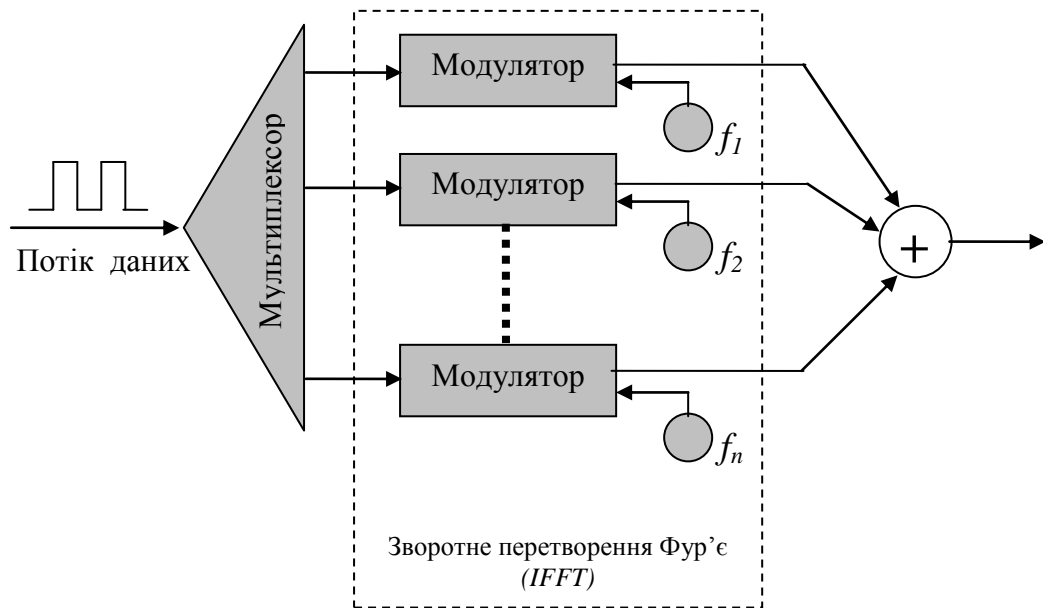 Модулятор
f1
Модулятор
f2
Мультиплексор
Потік даних
+
Модулятор
fn
Зворотне перетворення Фур’є
(IFFT)